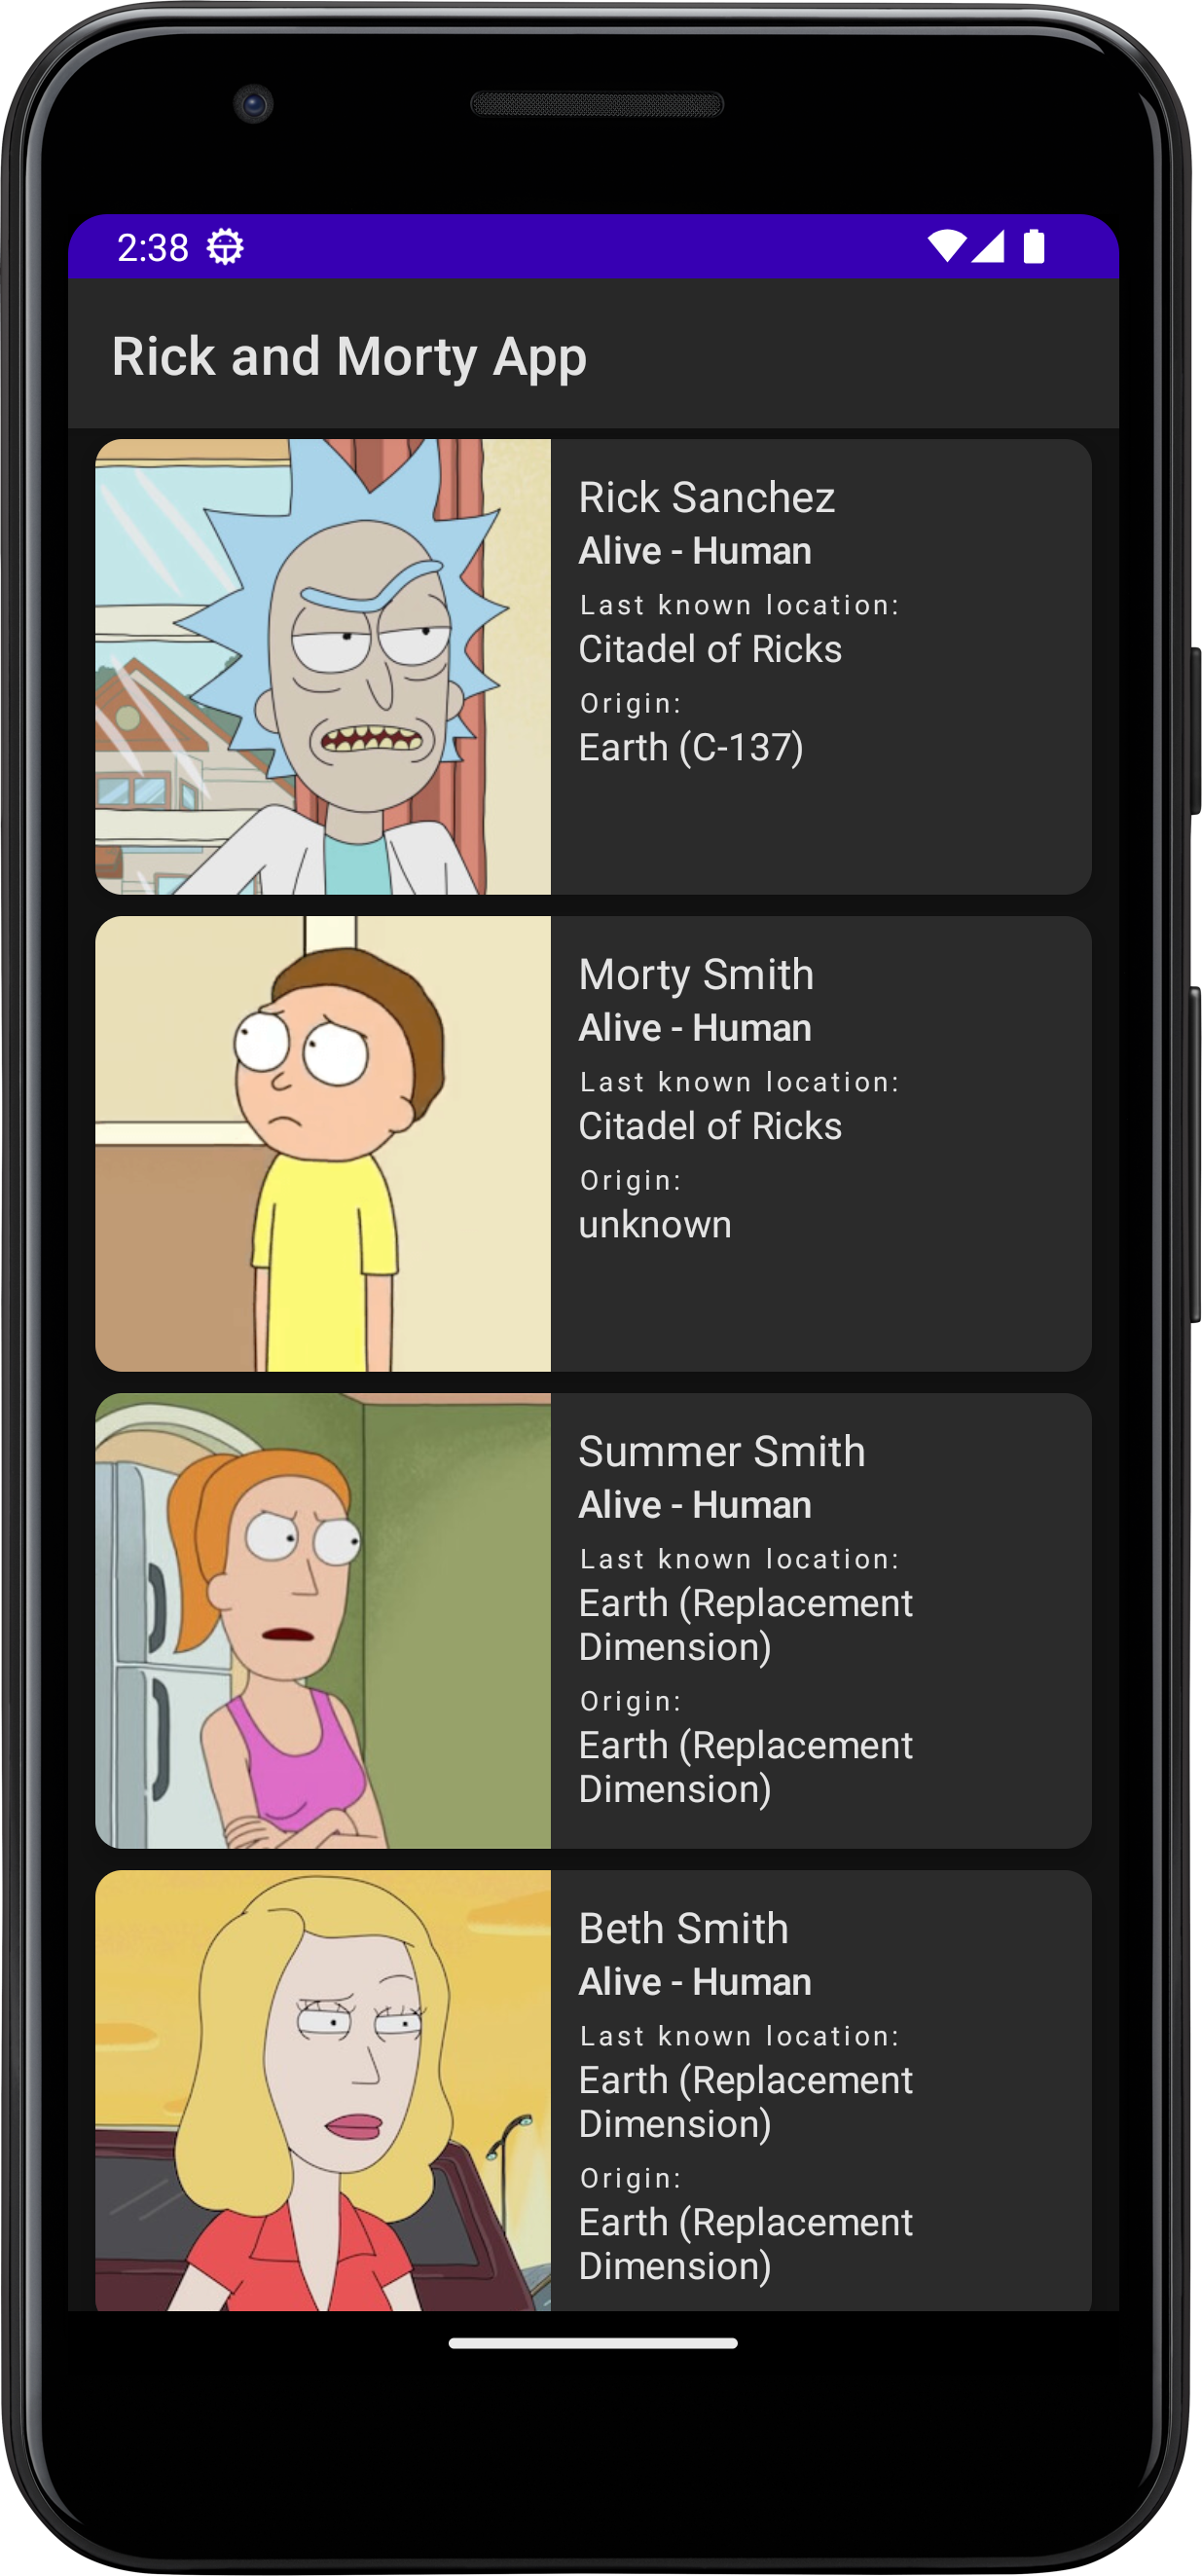 2:38
Rick and Morty App
Rick Sanchez
Alive - Human
Last known location:
Citadel of Ricks
Origin:
Earth (C-137)
Morty Smith
Alive - Human
Last known location:
Citadel of Ricks
Origin:
unknown
Summer Smith
Alive - Human
Last known location:
Earth (Replacement
Dimension)
Origin:
Earth (Replacement
Dimension)
Beth Smith
Alive - Human
Last known location:
Earth (Replacement
Dimension)
Origin:
Earth (Replacement
Dimension)